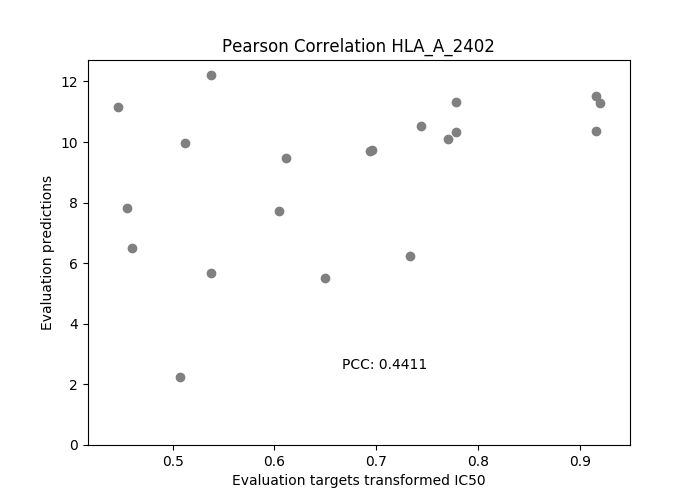 Pearson Correlation HLA_A_2402
12
10
8
6
4
2
0
Evaluation predictions
PCC: 0.4411
0.5 0.6 0.7 0.8 0.9
Evaluation targets transformed IC50